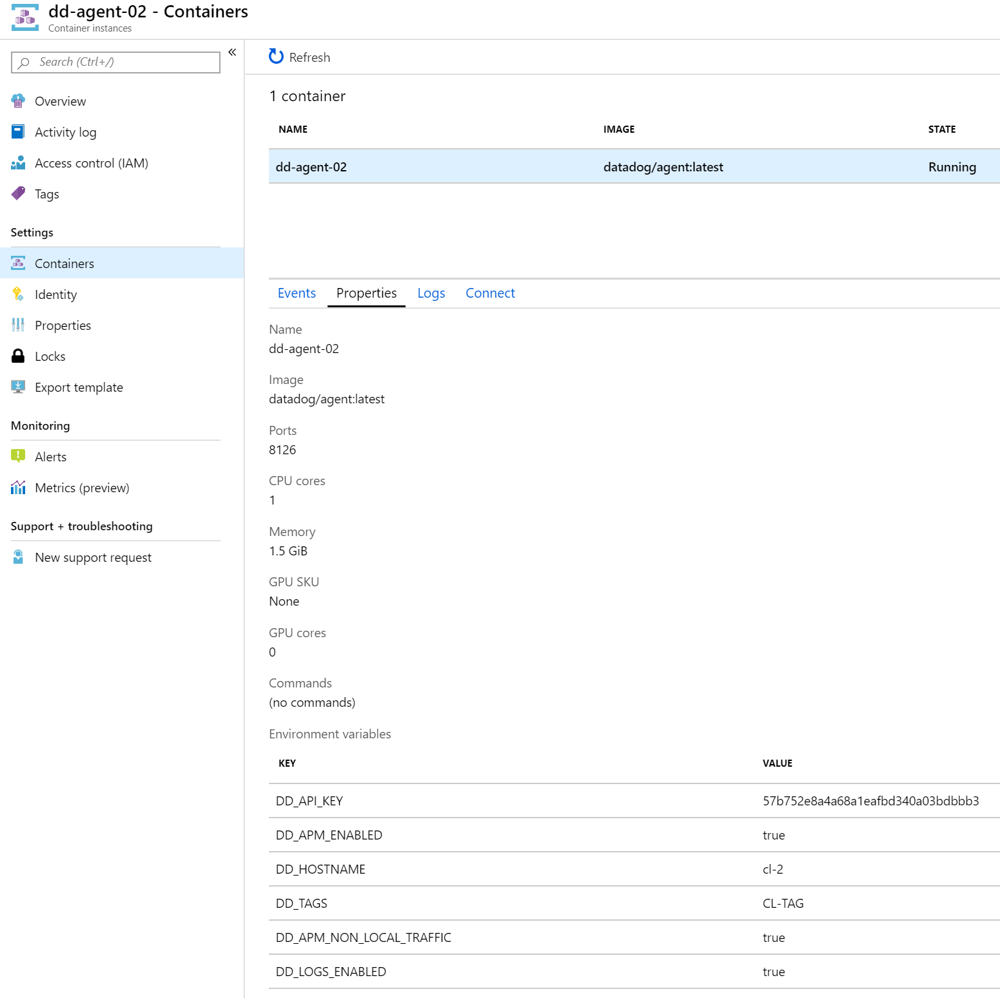 dd-agent-02 - Containers
Container instances
Search (Ctrl+/)
«
Overview
Activity log
Access control (IAM)
Tags
Settings
Containers
Identity
Properties
Locks
Export template
Monitoring
Alerts
Metrics (preview)
Support + troubleshooting
New support request
Refresh
1 container
NAME IMAGE STATE
dd-agent-02 datadog/agent:latest Running
Events Properties Logs Connect
Name
dd-agent-02
Image
datadog/agent:latest
Ports
8126
CPU cores
1
Memory
1.5 GiB
GPU SKU
None
GPU cores
0
Commands
(no commands)
Environment variables
KEY VALUE
DD_API_KEY 57b752e8a4a68a1eafbd340a03bdbbb3
DD_APM_ENABLED true
DD_HOSTNAME cl-2
DD_TAGS CL-TAG
DD_APM_NON_LOCAL_TRAFFIC true
DD_LOGS_ENABLED true